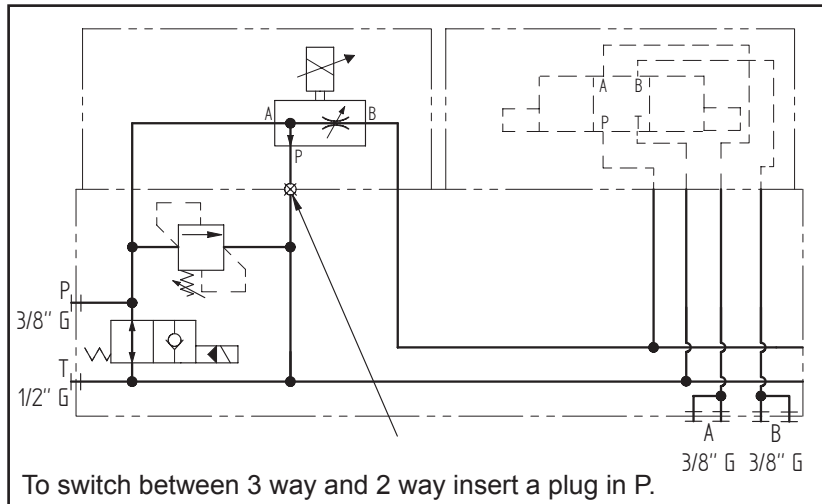 A B
A B
P T
P
P
3/8" G
T
1/2" G
A B
3/8" G 3/8" G
To switch between 3 way and 2 way insert a plug in P.